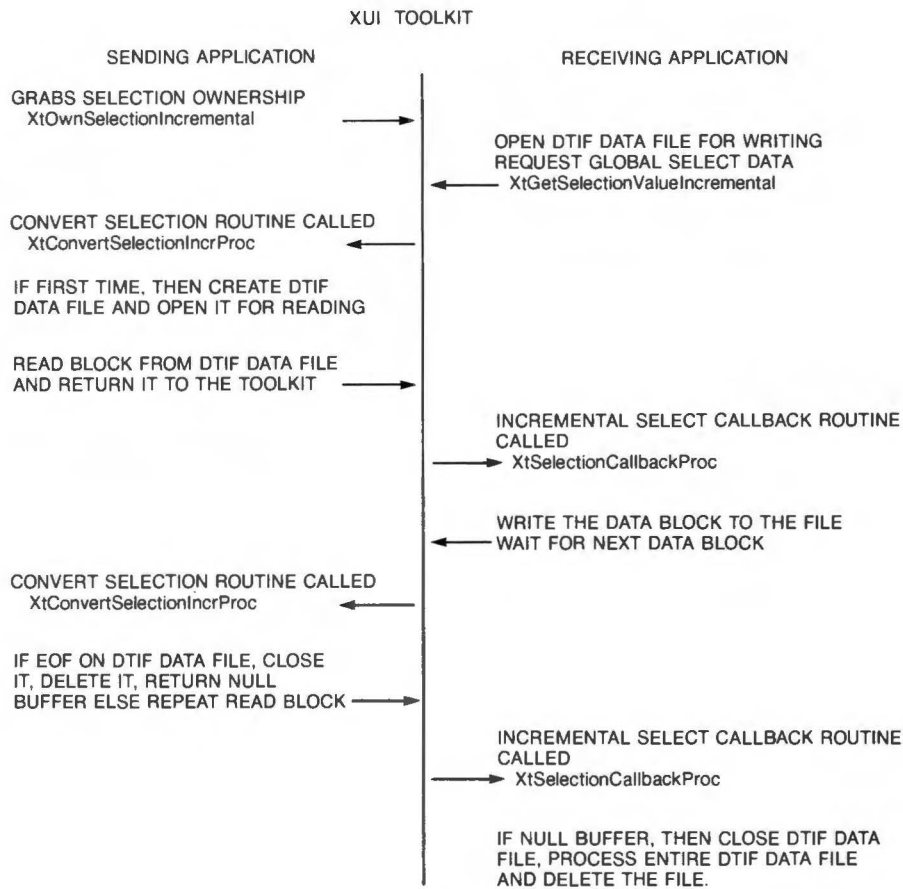 XUI TOOLKIT
SENDING APPLICATION
RECEIVING APPLICATION
GRABS SELECTION OWNERSHIP
XtOwnSelectionIncremental
OPEN DTIF DATA FILE FOR WRITING
REQUEST GLOBAL SELECT DATA
XtGetSelectionValueIncremental
CONVERT SELECTION ROUTINE CALLED
XtConvertSelectionIncrProc
IF FIRST TIME, THEN CREATE DTIF
DATA FILE AND OPEN IT FOR READING
READ BLOCK FROM DTIF DATA FILE
AND RETURN IT TO THE TOOLKIT
INCREMENTAL SELECT CALLBACK ROUTINE
CALLED
XtSelectionCallbackProc
WRITE THE DATA BLOCK TO THE FILE
WAIT FOR NEXT DATA BLOCK
CONVERT SELECTION ROUTINE CALLED
XtConvertSelectionIncrProc
IF EOF ON DTIF DATA FILE, CLOSE
IT, DELETE IT, RETURN NULL
BUFFER ELSE REPEAT READ BLOCK
INCREMENTAL SELECT CALLBACK ROUTINE
CALLED
XtSelectionCallbackProc
IF NULL BUFFER, THEN CLOSE DTIF DATA
FILE, PROCESS ENTIRE DTIF DATA FILE
AND DELETE THE FILE.